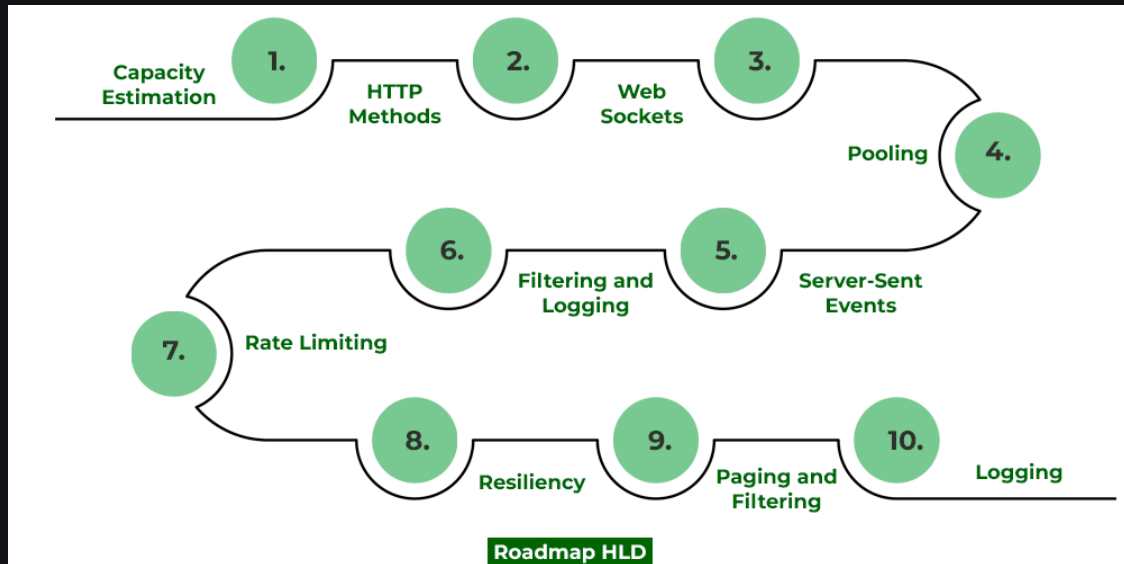 1.
Capacity
Estimation
2.
HTTP
Methods
3.
Web
Sockets
4.
Pooling
5.
Server-Sent
Events
6.
Filtering and
Logging
7.
Rate Limiting
8.
Resiliency
9.
Paging and
Filtering
10.
Logging
Roadmap HLD